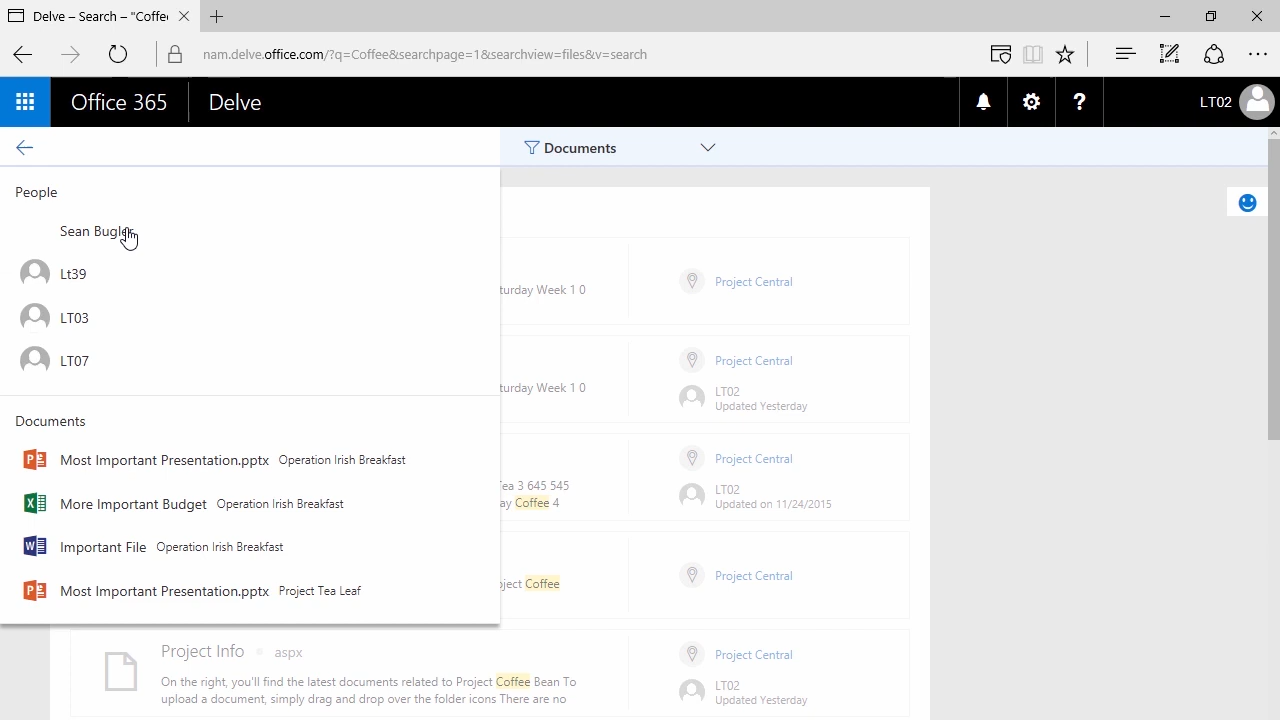 Delve – Search – "Coffe
nam.delve.office.com/?q=Coffee&searchpage=1&searchview=files&v=search
Office 365 Delve
? LT02
Documents
People
Sean Bugler
Lt39
LT03
LT07
Documents
Most Important Presentation.pptx Operation Irish Breakfast
More Important Budget Operation Irish Breakfast
Important File Operation Irish Breakfast
Most Important Presentation.pptx Project Tea Leaf
turday Week 1 0
Project Central
turday Week 1 0
Project Central
LT02
Updated Yesterday
ea 3 645 545
ay Coffee 4
Project Central
LT02
Updated on 11/24/2015
ject Coffee
Project Central
Project Info aspx
On the right, you'll find the latest documents related to Project Coffee Bean To
upload a document, simply drag and drop over the folder icons There are no
Project Central
LT02
Updated Yesterday